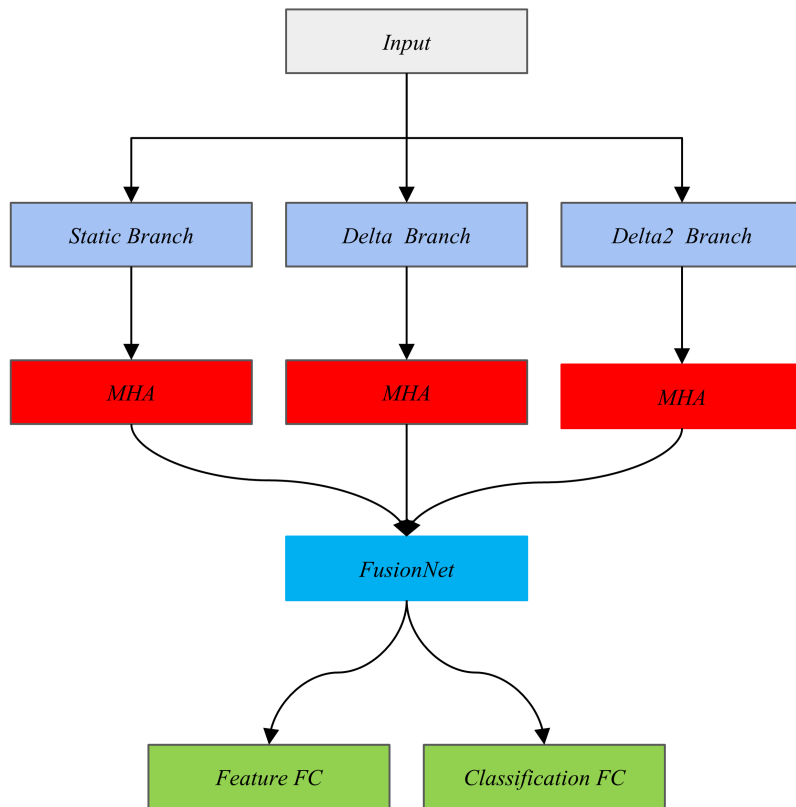 Input
Static Branch
Delta  Branch
Delta2  Branch
MHA
MHA
MHA
FusionNet
Feature FC
Classification FC